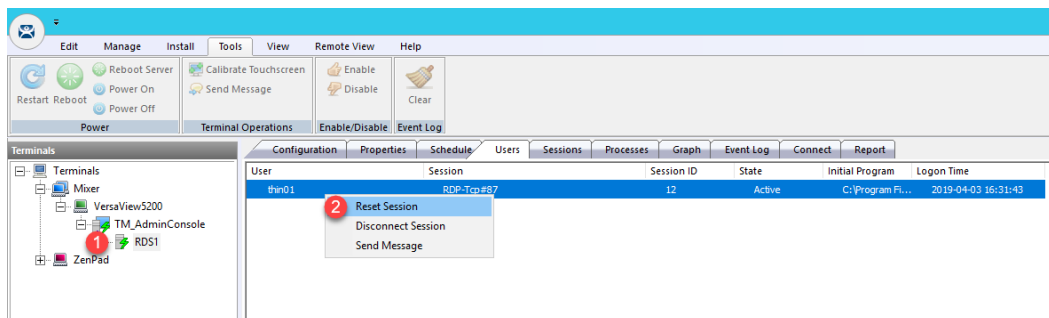 Edit Manage Install Tools View Remote View Help
Restart
Reboot
Reboot Server
Power On
Power Off
Power
Calibrate Touchscreen
Send Message
Terminal Operations
Enable
Disable
Enable/Disable
Clear
Event Log
Terminals
Configuration Properties Schedule Users Sessions Processes Graph Event Log Connect Report
Terminals
Mixer
VersaView5200
TM_AdminConsole
1
RDS1
ZenPad
User Session Session ID State Initial Program Logon Time
thin01 RDP-Tcp#87 12 Active C:\Program Fi... 2019-04-03 16:31:43
2
Reset Session
Disconnect Session
Send Message